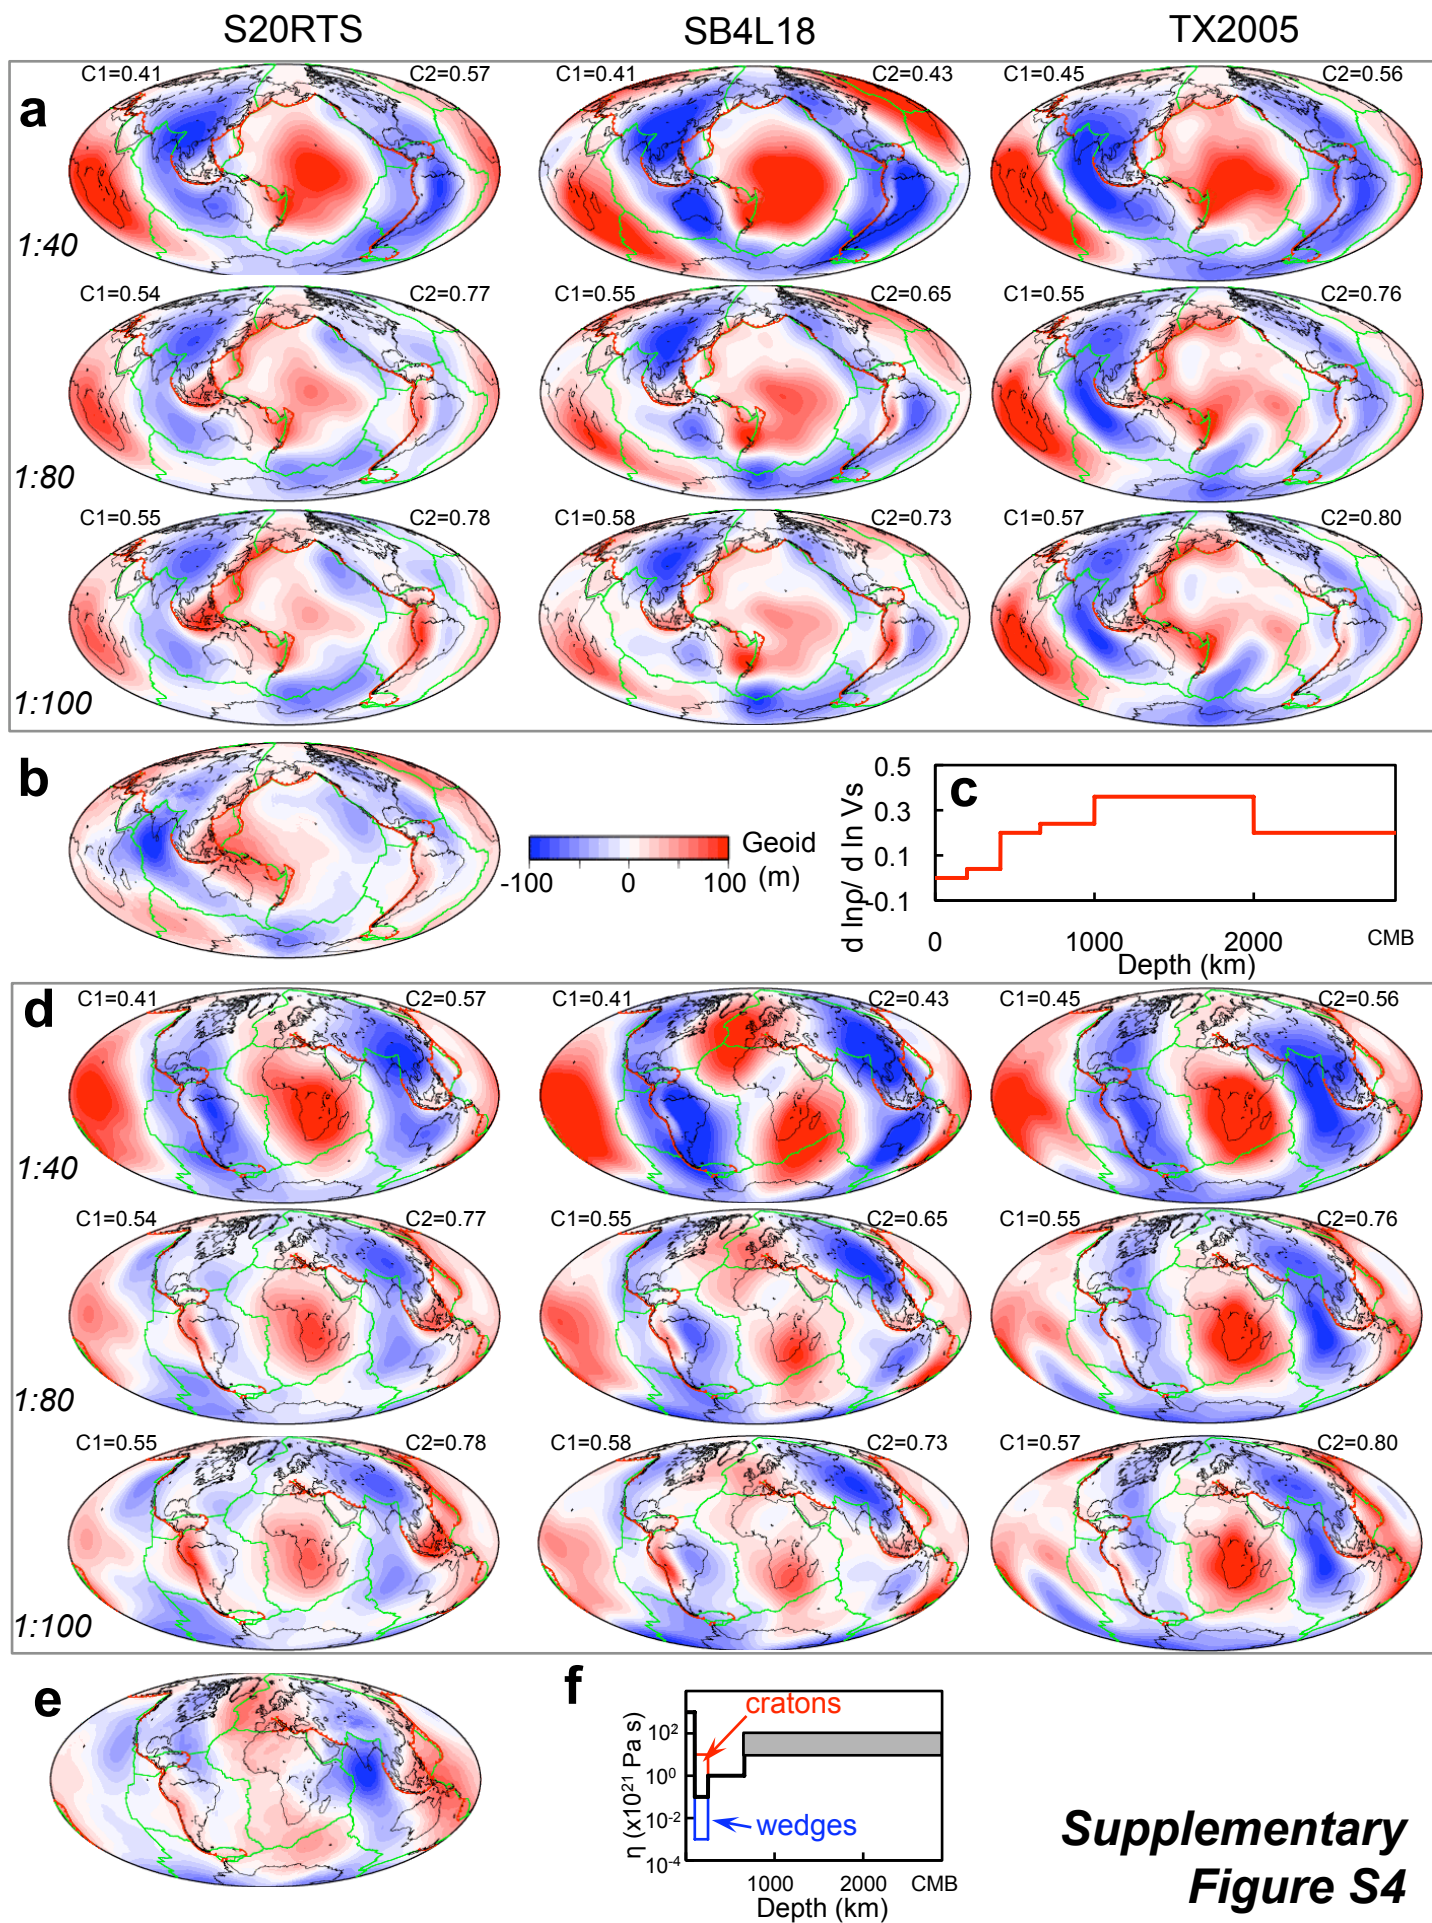 S20RTS SB4L18 TX2005
a
C1=0.41 C2=0.57 C1=0.41 C2=0.43 C1=0.45 C2=0.56
1:40
C1=0.54 C2=0.77 C1=0.55 C2=0.65 C1=0.55 C2=0.76
1:80
C1=0.55 C2=0.78 C1=0.58 C2=0.73 C1=0.57 C2=0.80
1:100
b
-100 0 100
Geoid
(m)
c
d lnρ/ d ln Vs
0.5
0.3
0.1
-0.1
0 1000 2000 CMB
Depth (km)
d
C1=0.41 C2=0.57 C1=0.41 C2=0.43 C1=0.45 C2=0.56
1:40
C1=0.54 C2=0.77 C1=0.55 C2=0.65 C1=0.55 C2=0.76
1:80
C1=0.55 C2=0.78 C1=0.58 C2=0.73 C1=0.57 C2=0.80
1:100
e
f
η (x10²¹ Pa s)
10²
10⁰
10⁻²
10⁻⁴
cratons
wedges
1000 2000 CMB
Depth (km)
Supplementary
Figure S4